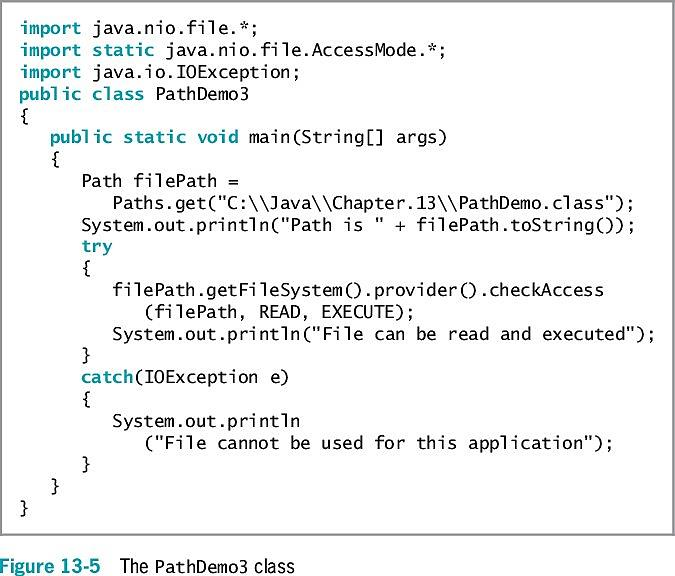 import java.nio.file.*;
import static java.nio.file.AccessMode.*;
import java.io.IOException;
public class PathDemo3
{
   public static void main(String[] args)
   {
      Path filePath =
         Paths.get("C:\\Java\\Chapter.13\\PathDemo.class");
      System.out.println("Path is " + filePath.toString());
      try
      {
         filePath.getFileSystem().provider().checkAccess
            (filePath, READ, EXECUTE);
         System.out.println("File can be read and executed");
      }
      catch(IOException e)
      {
         System.out.println
            ("File cannot be used for this application");
      }
   }
}
Figure 13-5 The PathDemo3 class